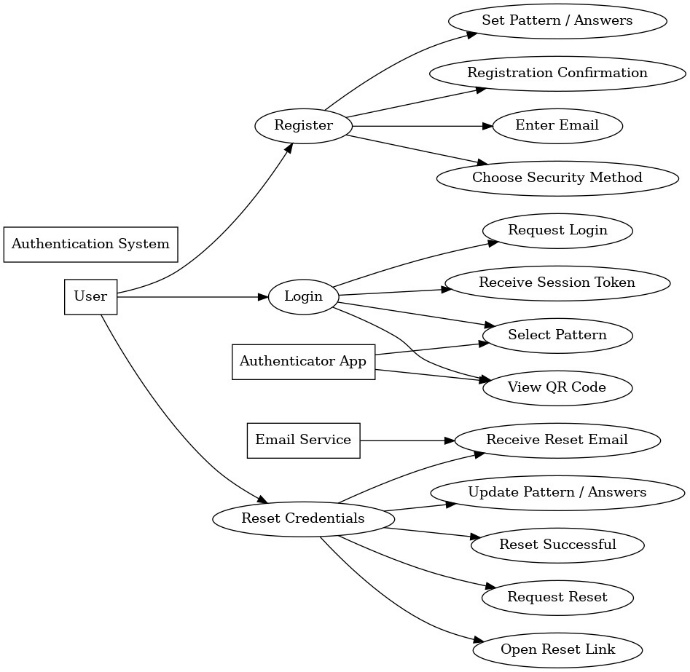 Set Pattern / Answers
Registration Confirmation
Register
Enter Email
Choose Security Method
Request Login
Authentication System
Receive Session Token
User
Login
Select Pattern
Authenticator App
View QR Code
Email Service
Receive Reset Email
Update Pattern / Answers
Reset Credentials
Reset Successful
Request Reset
Open Reset Link